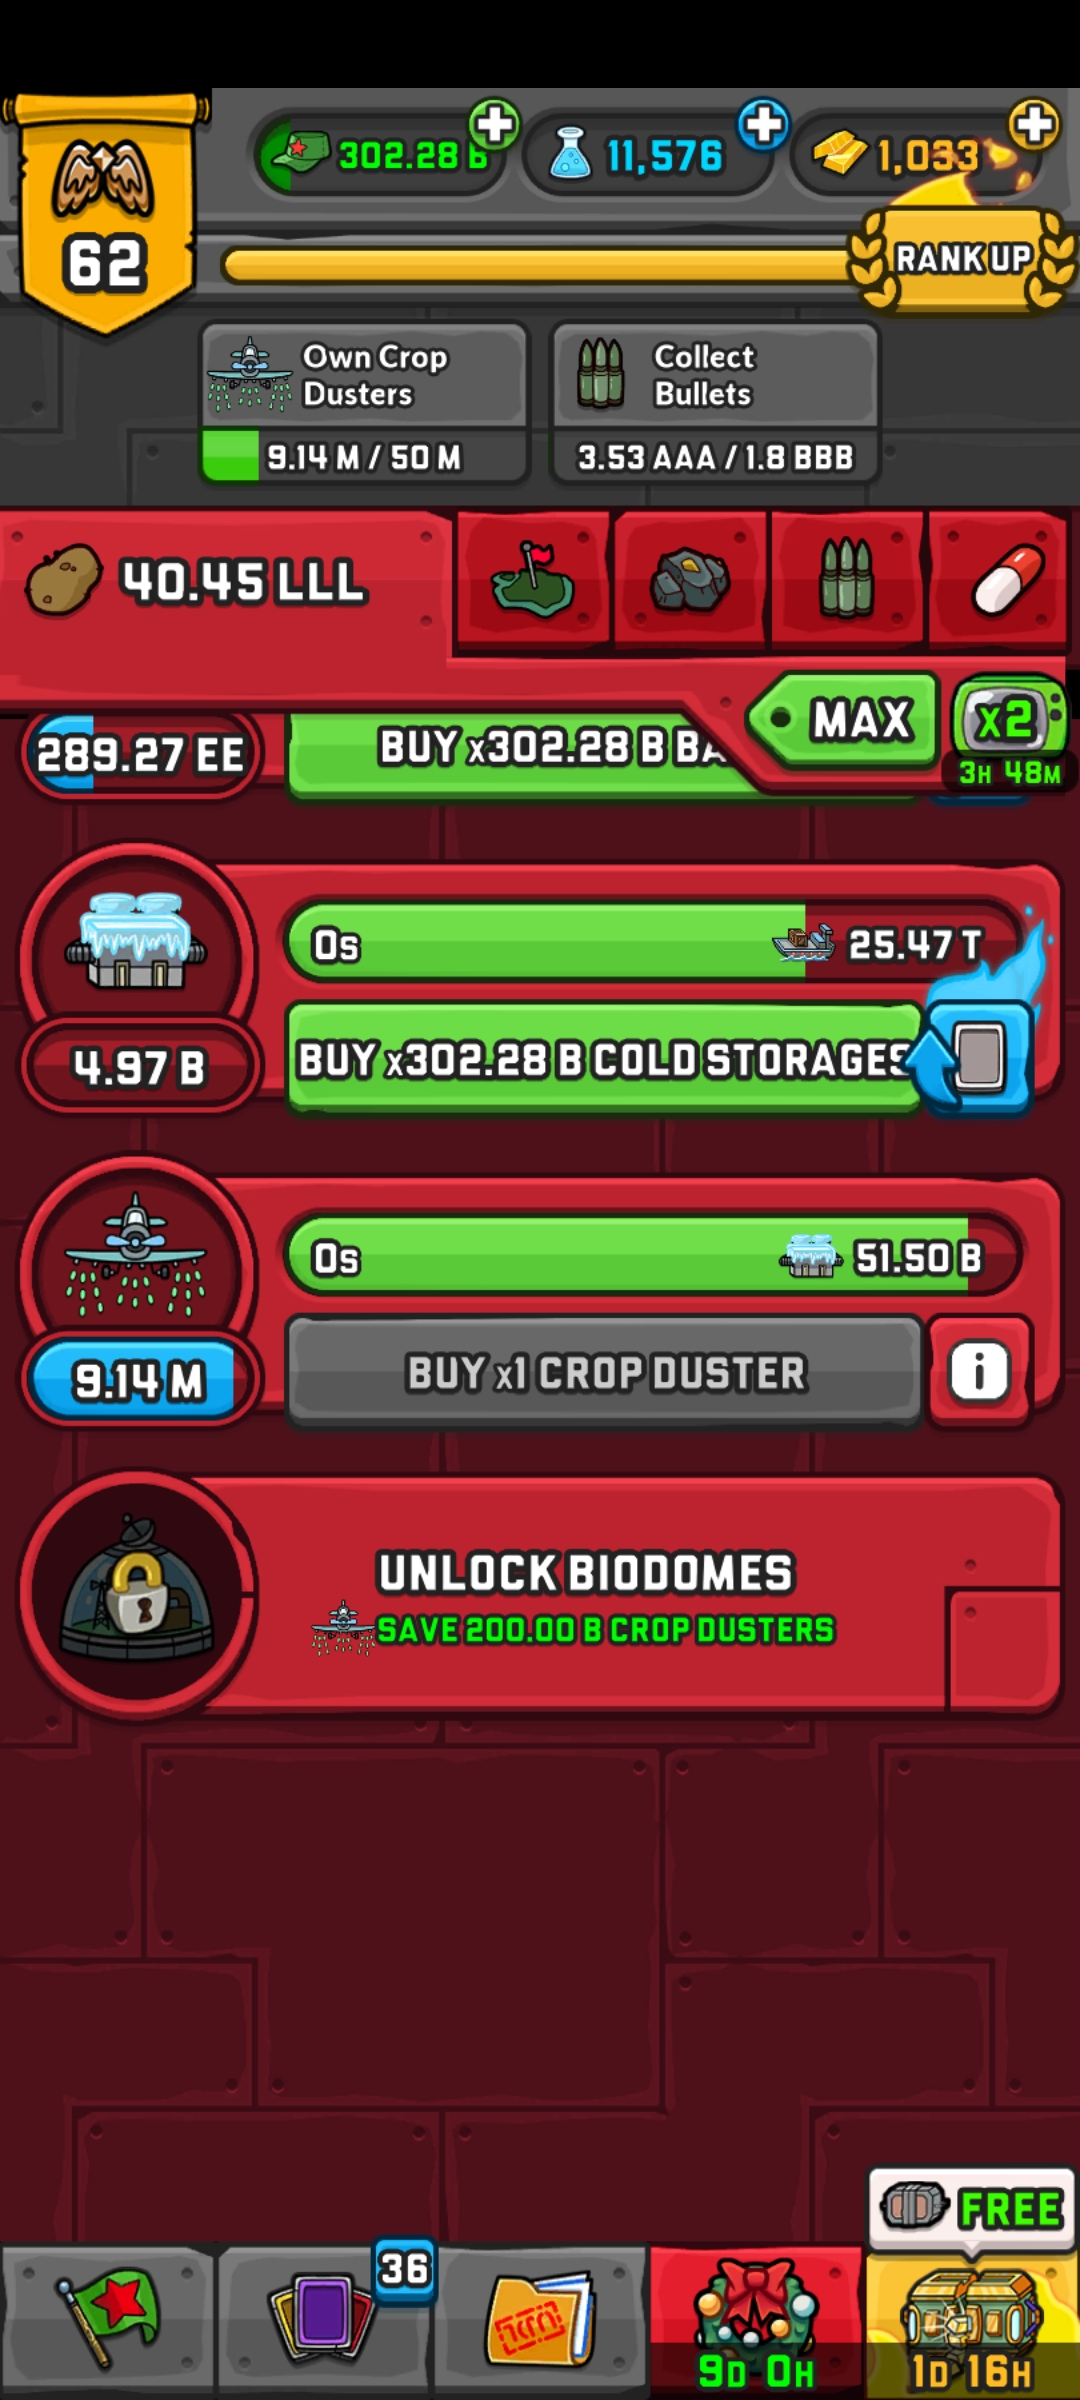 302.28 B
11,576
1,033
62
RANK UP
Own Crop
Dusters
9.14 M / 50 M
Collect
Bullets
3.53 AAA / 1.8 BBB
40.45 LLL
MAX
x2
3H 48M
289.27 EE
BUY x302.28 B BA
0s
25.47 T
4.97 B
BUY x302.28 B COLD STORAGES
0s
51.50 B
9.14 M
BUY x1 CROP DUSTER
i
UNLOCK BIODOMES
SAVE 200.00 B CROP DUSTERS
FREE
36
9D 0H
1D 16H